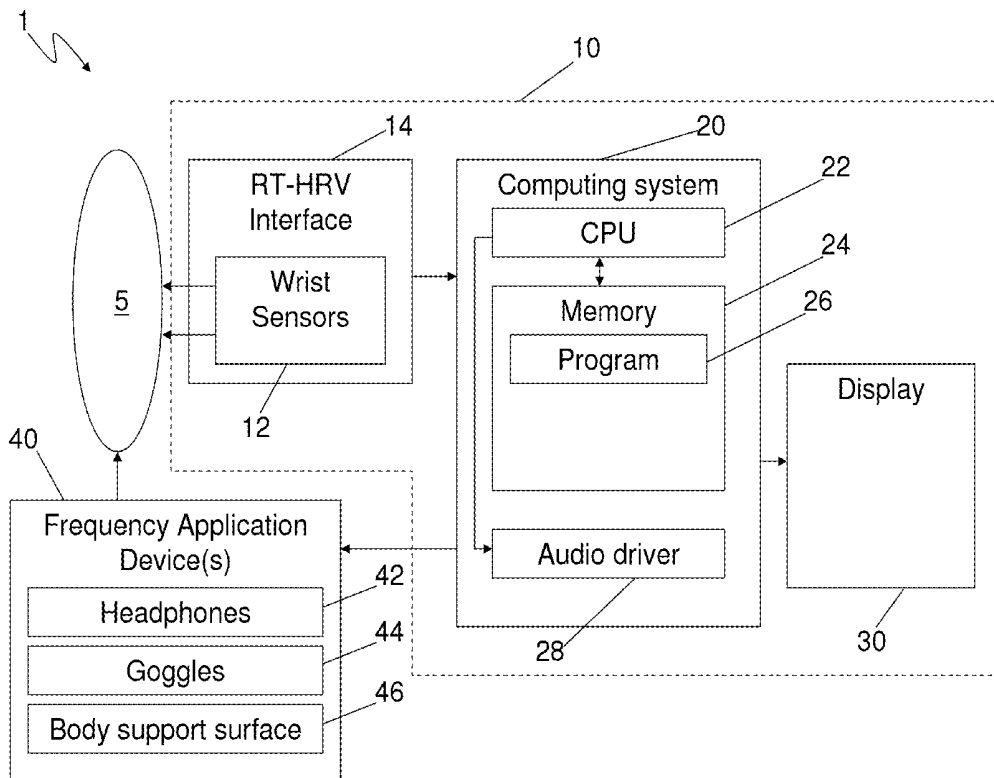 1
10
14
20
RT-HRV
Interface
Computing system
22
CPU
24
Wrist
Sensors
5
Memory
26
Program
12
Display
40
Frequency Application
Device(s)
Audio driver
42
Headphones
28
30
44
Goggles
46
Body support surface